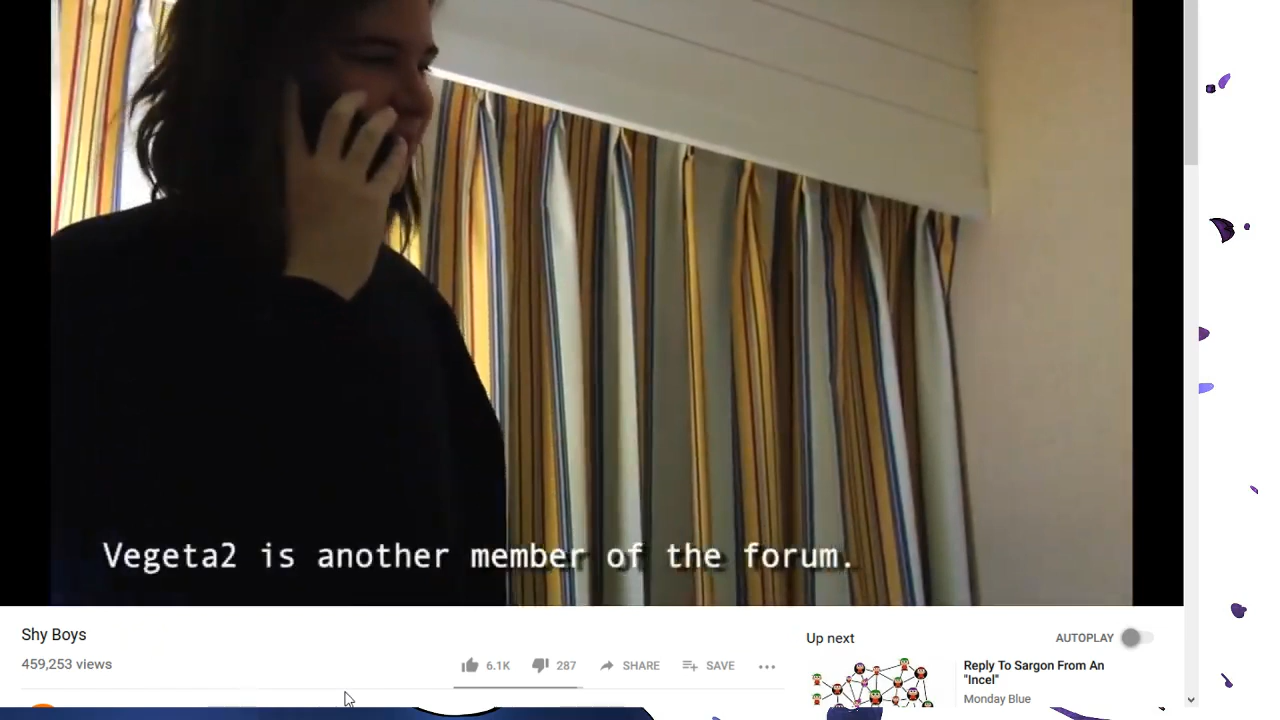 Vegeta2 is another member of the forum.
Shy Boys
459,253 views
6.1K
287
SHARE
SAVE
Up next
AUTOPLAY
Reply To Sargon From An
"Incel"
Monday Blue